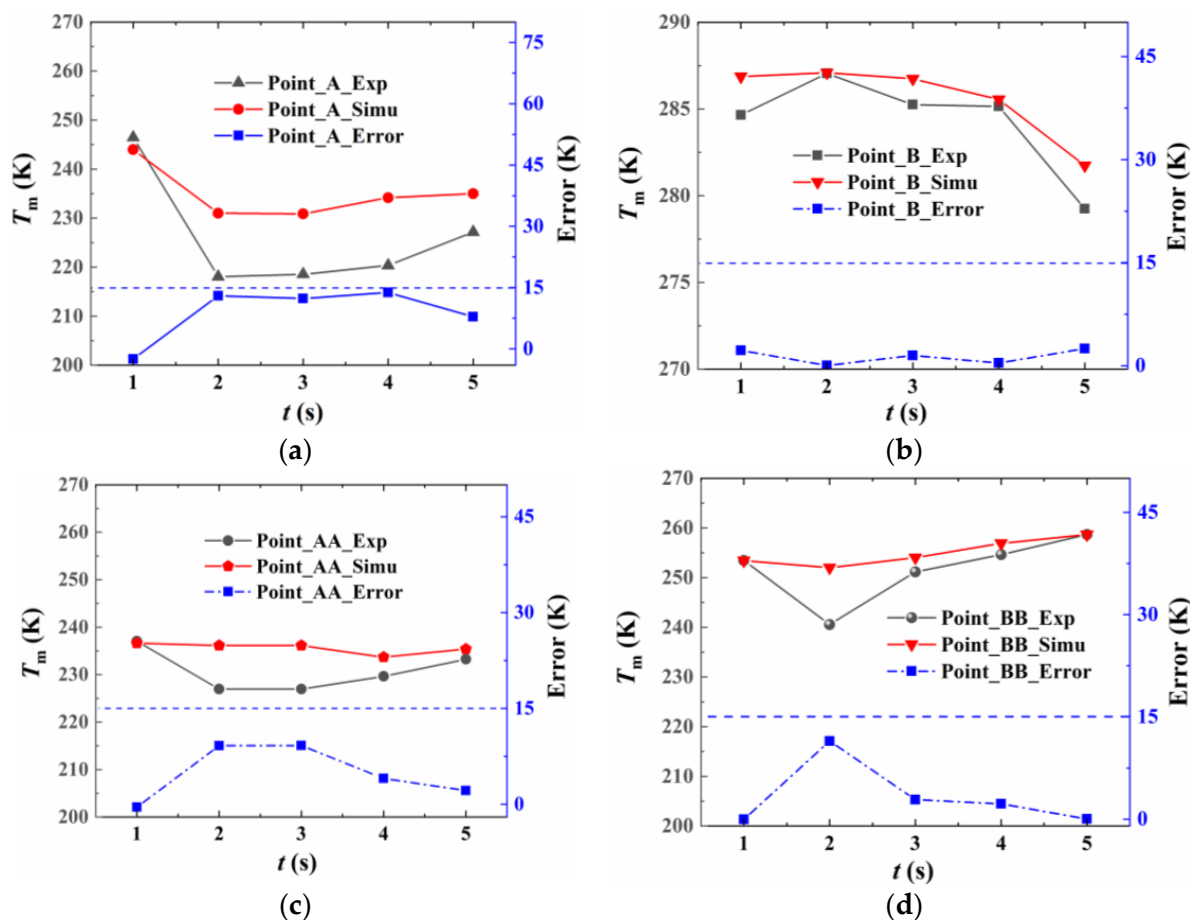 270
260
250
240
230
220
210
200
T_m (K)
Point_A_Exp
Point_A_Simu
Point_A_Error
75
60
45
30
15
0
Error (K)
1 2 3 4 5
t (s)
(a)
290
285
280
275
270
T_m (K)
Point_B_Exp
Point_B_Simu
Point_B_Error
45
30
15
0
Error (K)
1 2 3 4 5
t (s)
(b)
270
260
250
240
230
220
210
200
T_m (K)
Point_AA_Exp
Point_AA_Simu
Point_AA_Error
45
30
15
0
Error (K)
1 2 3 4 5
t (s)
(c)
270
260
250
240
230
220
210
200
T_m (K)
Point_BB_Exp
Point_BB_Simu
Point_BB_Error
45
30
15
0
Error (K)
1 2 3 4 5
t (s)
(d)